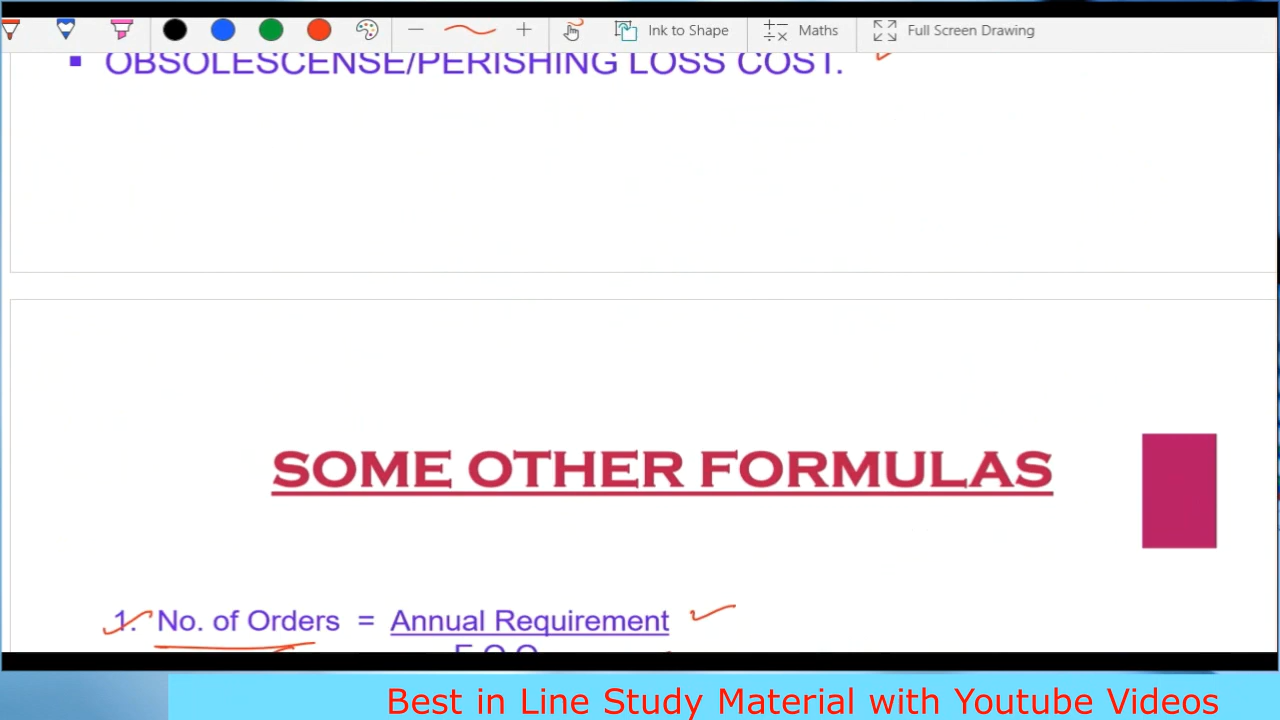 Ink to Shape Maths Full Screen Drawing
▪ OBSOLESCENSE/PERISHING LOSS COST.
SOME OTHER FORMULAS
1. No. of Orders = Annual Requirement
E.O.Q
Best in Line Study Material with Youtube Videos